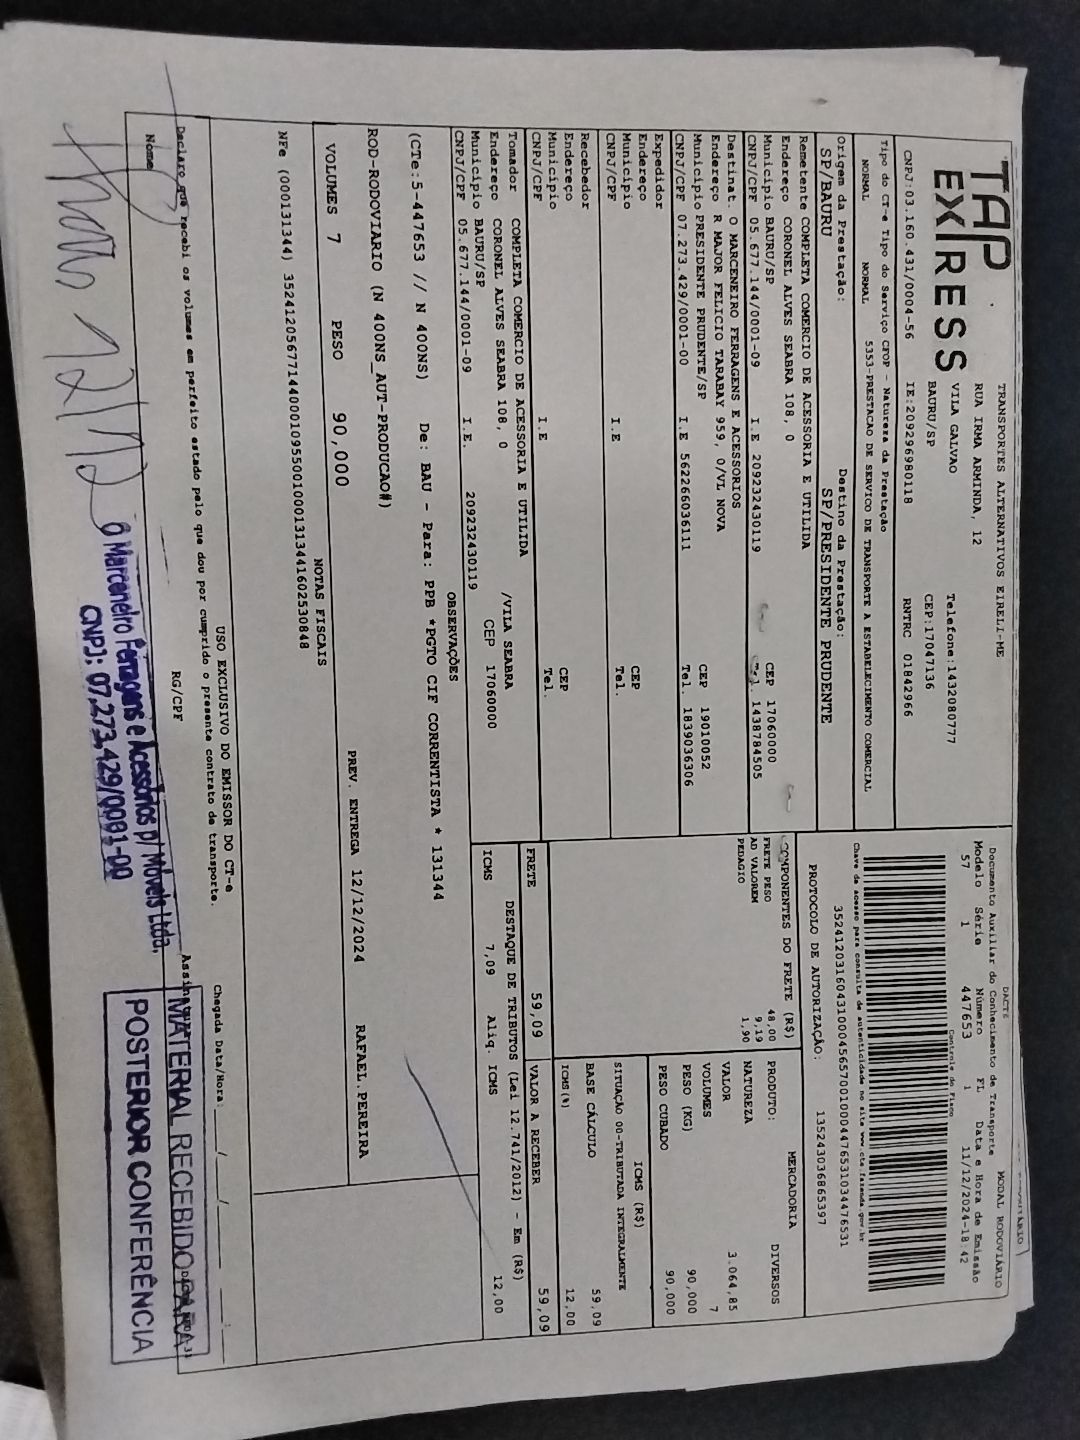 TAP
EXPRESS
TRANSPORTES ALTERNATIVOS EIRELI-ME
RUA IRMA ARMINDA, 12
VILA GALVAO
BAURU/SP
Telefone:1432080777
CEP:17047136
CNPJ:03.160.431/0004-56 IE:209296980118 RNTRC 01842966
Tipo do CT-e Tipo do Serviço CFOP - Natureza da Prestação
NORMAL NORMAL 5353-PRESTACAO DE SERVICO DE TRANSPORTE A ESTABELECIMENTO COMERCIAL
Origem da Prestação: Destino da Prestação:
SP/BAURU SP/PRESIDENTE PRUDENTE
Remetente COMPLETA COMERCIO DE ACESSORIA E UTILIDA
Endereço CORONEL ALVES SEABRA 108, 0
Município BAURU/SP CEP 17060000
CNPJ/CPF 05.677.144/0001-09 I.E 209232430119 Tel. 1438784505
Destinat. O MARCENEIRO FERRAGENS E ACESSORIOS
Endereço R MAJOR FELICIO TARABAY 959, 0/VL NOVA
Município PRESIDENTE PRUDENTE/SP CEP 19010052
CNPJ/CPF 07.273.429/0001-00 I.E 562266036111 Tel. 1839036306
Expedidor
Endereço
Município CEP
CNPJ/CPF I.E Tel.
Recebedor
Endereço
Município CEP
CNPJ/CPF I.E Tel.
Tomador COMPLETA COMERCIO DE ACESSORIA E UTILIDA
Endereço CORONEL ALVES SEABRA 108, 0 /VILA SEABRA
Município BAURU/SP CEP 17060000
CNPJ/CPF 05.677.144/0001-09 I.E. 209232430119
DACTE
Documento Auxiliar do Conhecimento de Transporte MODAL RODOVIÁRIO
Modelo Série Número FL Data e Hora de Emissão
57 1 447653 1 11/12/2024-18:42
Controle do Fisco
Chave de acesso para consulta de autenticidade no site www.cte.fazenda.gov.br
35241203160431000456570010004476531034476531
PROTOCOLO DE AUTORIZAÇÃO: 135243036865397
COMPONENTES DO FRETE (R$)
FRETE PESO 48,00
AD VALOREM 9,19
PEDAGIO 1,90
MERCADORIA
PRODUTO: DIVERSOS
NATUREZA
VALOR 3.064,85
VOLUMES 7
PESO (KG) 90,000
PESO CUBADO 90,000
ICMS (R$)
SITUAÇÃO 00-TRIBUTADA INTEGRALMENTE
BASE CÁLCULO 59,09
ICMS (%) 12,00
FRETE 59,09 VALOR A RECEBER 59,09
DESTAQUE DE TRIBUTOS (Lei 12.741/2012) - Em (R$)
ICMS 7,09 Aliq. ICMS 12,00
OBSERVAÇÕES
(CTe:5-447653 // N 400NS) De: BAU - Para: PPB *PGTO CIF CORRENTISTA * 131344
ROD-RODOVIARIO (N 400NS_AUT-PRODUCAO#)
VOLUMES 7 PESO 90,000 PREV. ENTREGA 12/12/2024 RAFAEL.PEREIRA
NOTAS FISCAIS
NFe (000131344) 35241205677144000109550010001313441602530848
USO EXCLUSIVO DO EMISSOR DO CT-e
Declaro que recebi os volumes em perfeito estado pelo que dou por cumprido o presente contrato de transporte.
Chegada Data/Hora: ___/___/___
Nome RG/CPF
12/12
O Marceneiro Ferragens e Acessórios p/ Móveis Ltda.
CNPJ: 07.273.429/0001-00
MATERIAL RECEBIDO PARA
POSTERIOR CONFERÊNCIA